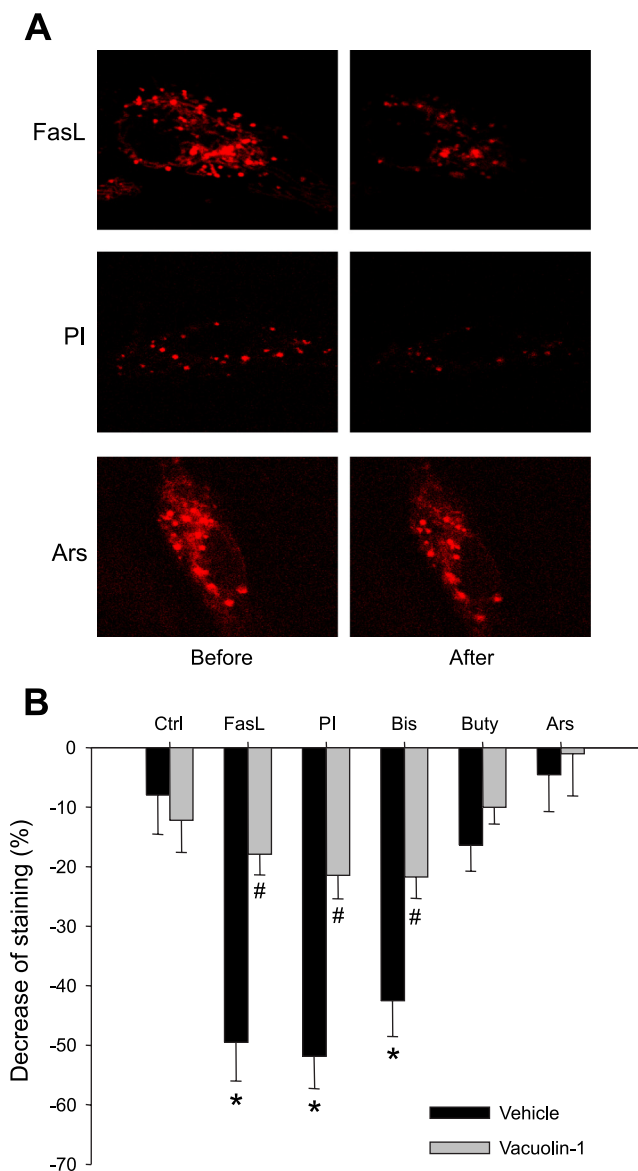 A
FasL
PI
Ars
Before
After
B
Ctrl
FasL
PI
Bis
Buty
Ars
Decrease of staining (%)
0
-10
-20
-30
-40
-50
-60
-70
#
#
#
*
*
*
Vehicle
Vacuolin-1